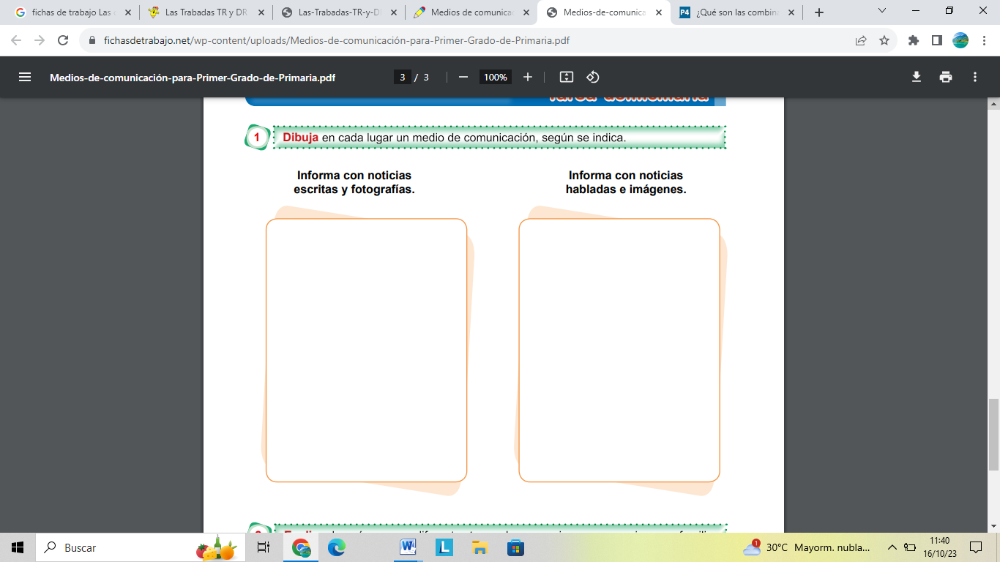 fichas de trabajo Las
Las Trabadas TR y DR
Las-Trabadas-TR-y-D
Medios de comunicac
Medios-de-comunica
¿Qué son las combin
fichasdetrabajo.net/wp-content/uploads/Medios-de-comunicación-para-Primer-Grado-de-Primaria.pdf
Medios-de-comunicación-para-Primer-Grado-de-Primaria.pdf
3 / 3
100%
1 Dibuja en cada lugar un medio de comunicación, según se indica.
Informa con noticias
escritas y fotografías.
Informa con noticias
habladas e imágenes.
Buscar
30°C Mayorm. nubla...
11:40
16/10/23